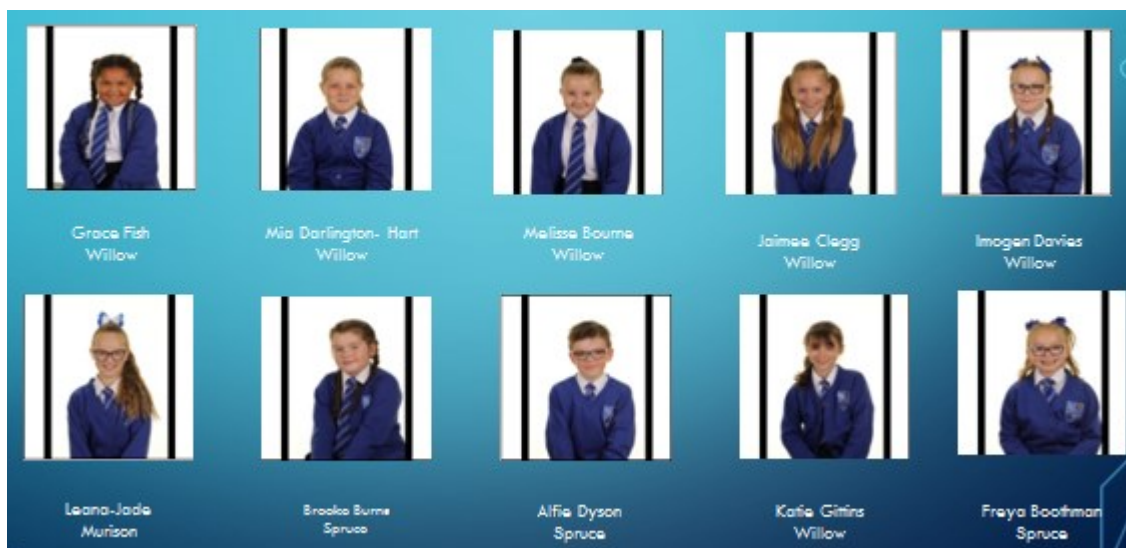 Grace Fish
Willow
Mia Darlington- Hart
Willow
Melisse Bourne
Willow
Jaimee Clegg
Willow
Imogen Davies
Willow
Leana-Jade
Murison
Brooke Burns
Spruce
Alfie Dyson
Spruce
Katie Gittins
Willow
Freya Boothman
Spruce